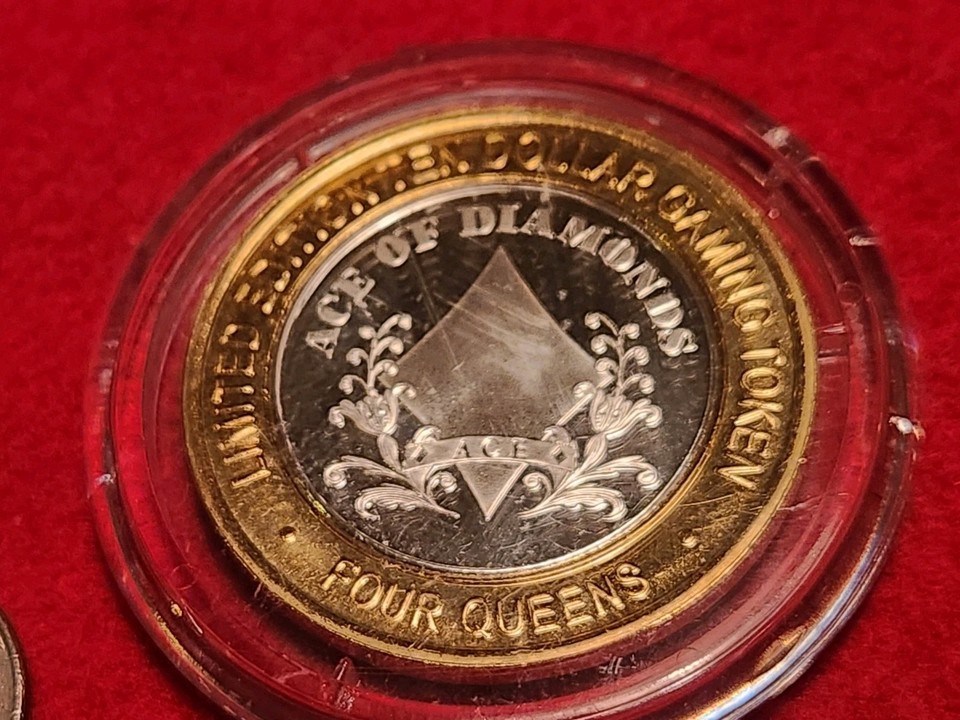 LIMITED EDITION TEN DOLLAR GAMING TOKEN
ACE OF DIAMONDS
ACE
FOUR QUEENS